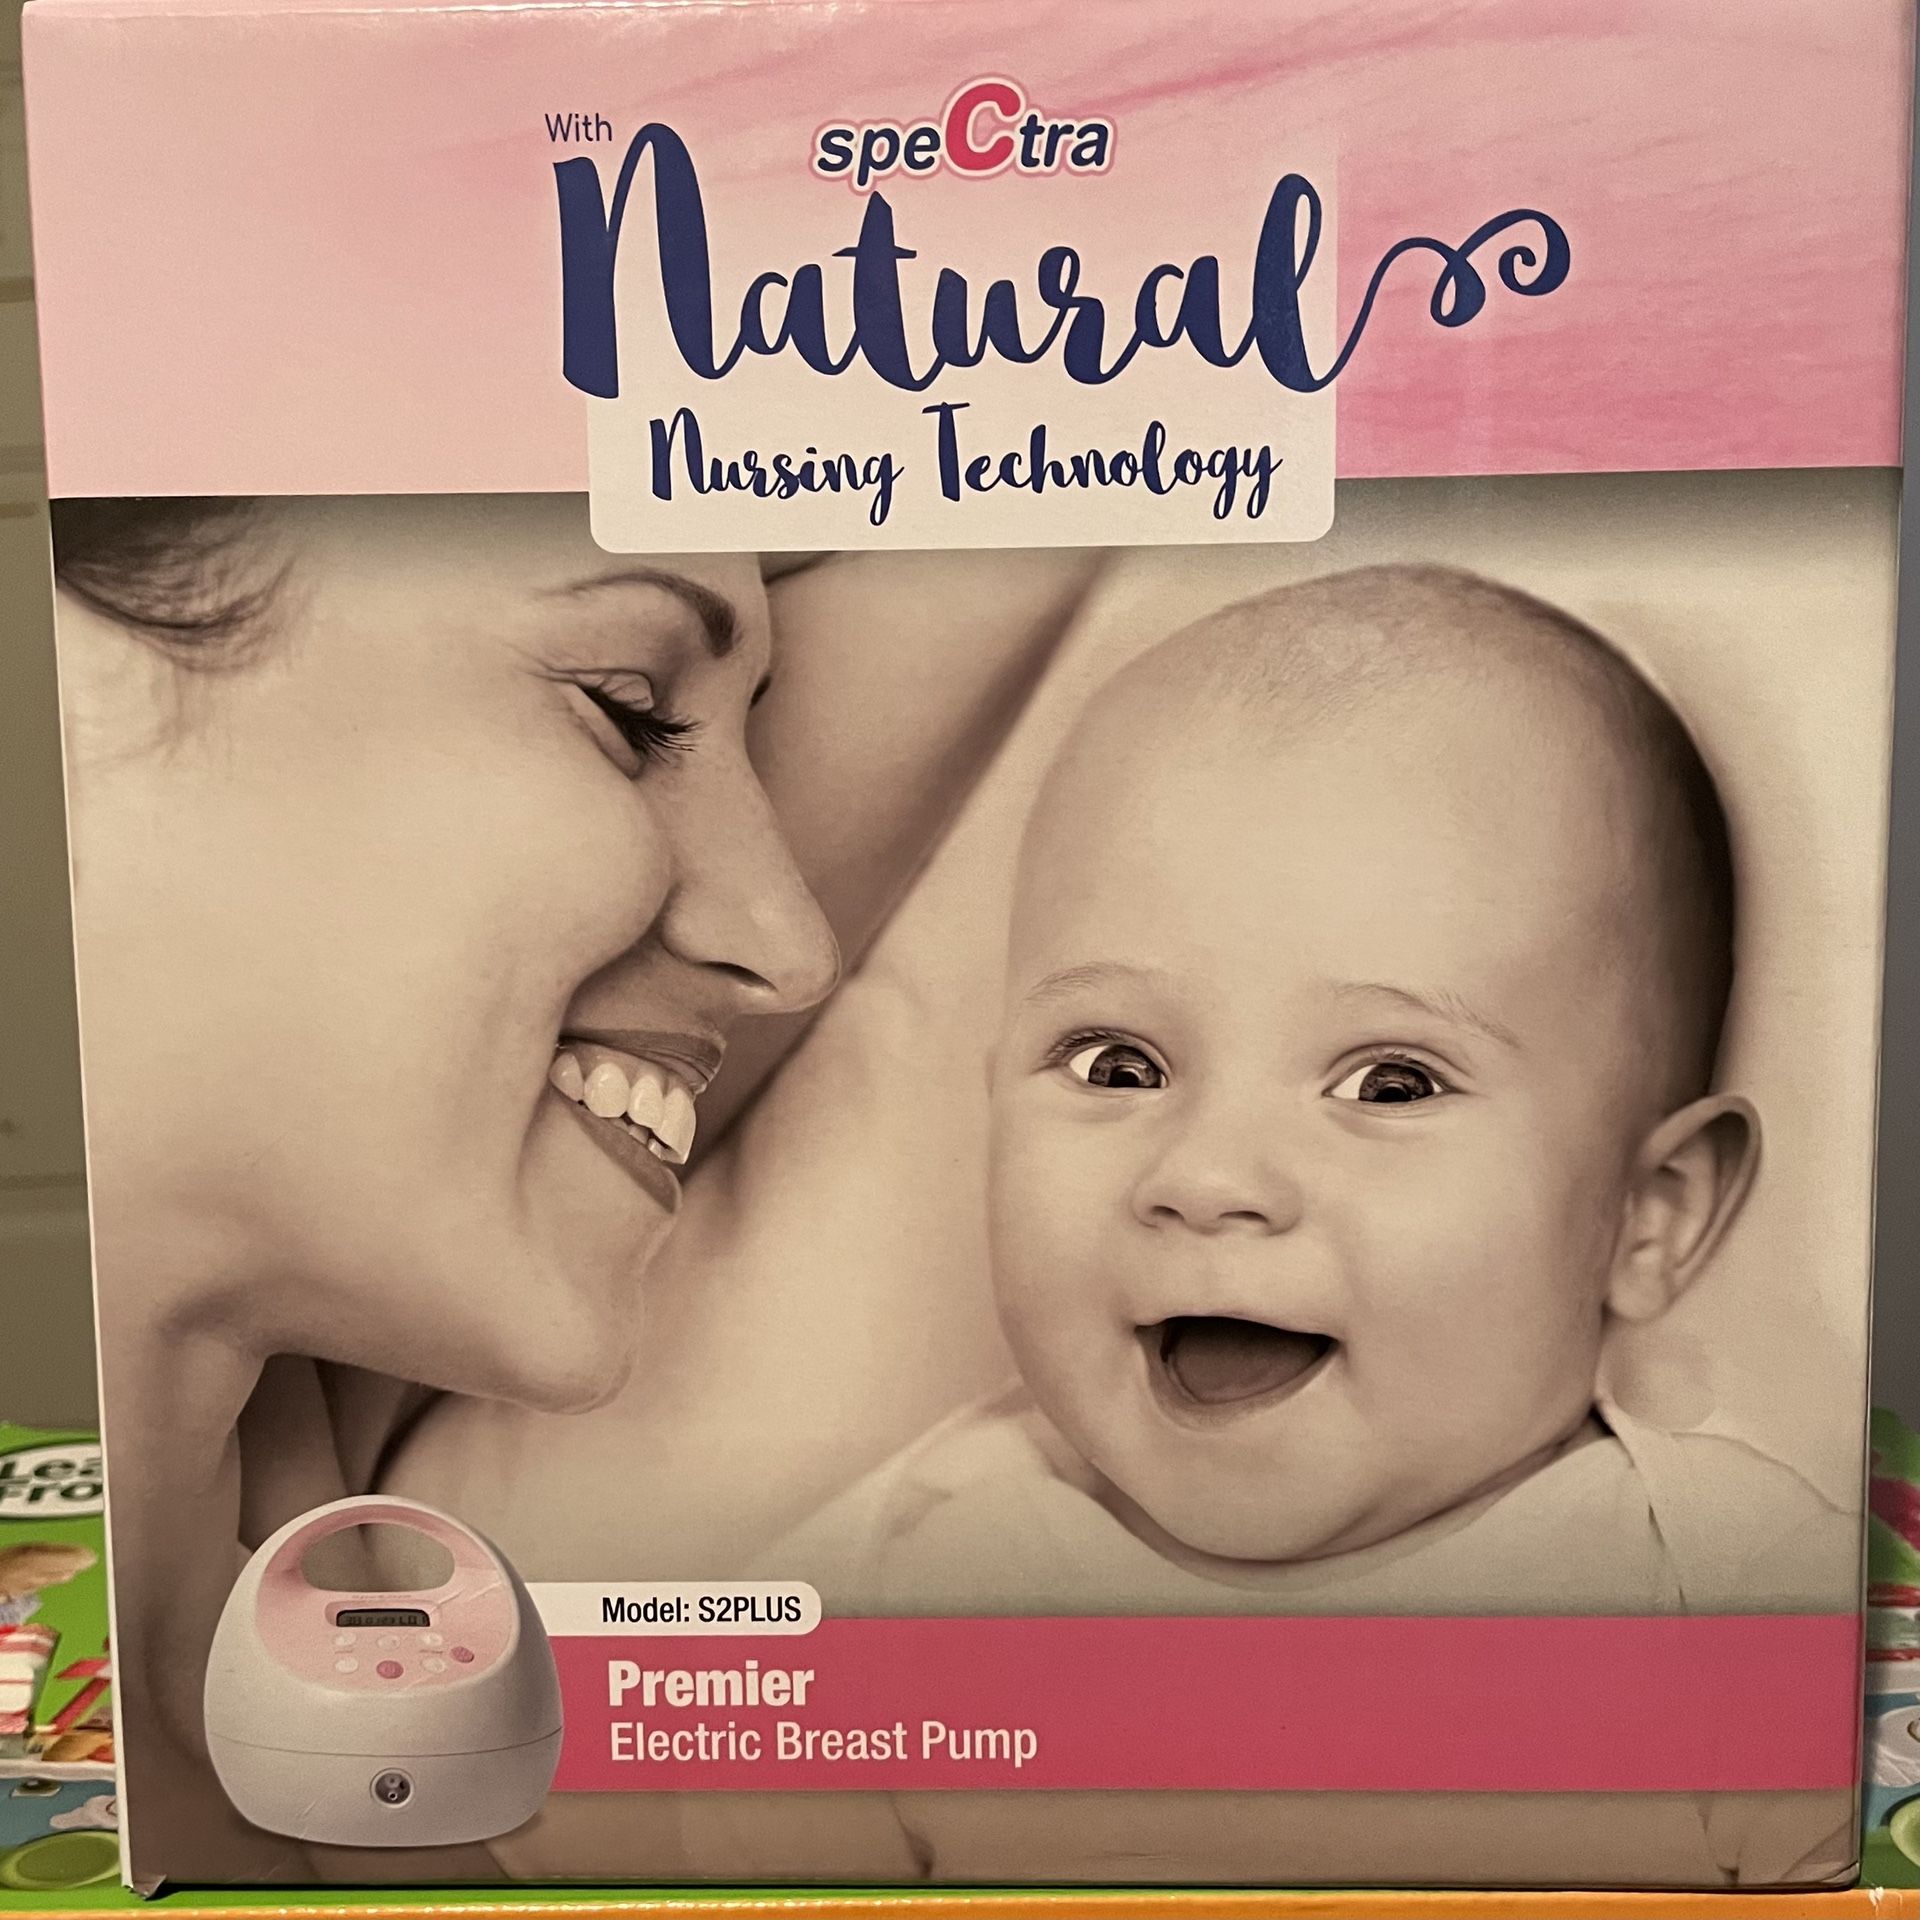 With
speCtra
Natural
Nursing Technology
Model: S2PLUS
Premier
Electric Breast Pump